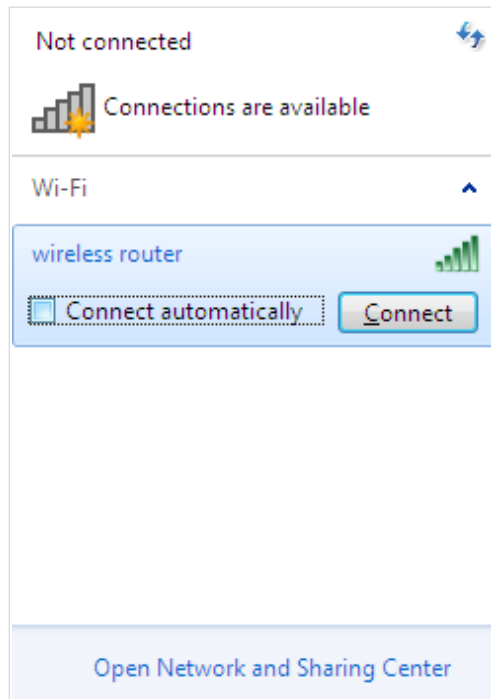 Not connected
Connections are available
Wi-Fi
wireless router
Connect automatically
Connect
Open Network and Sharing Center